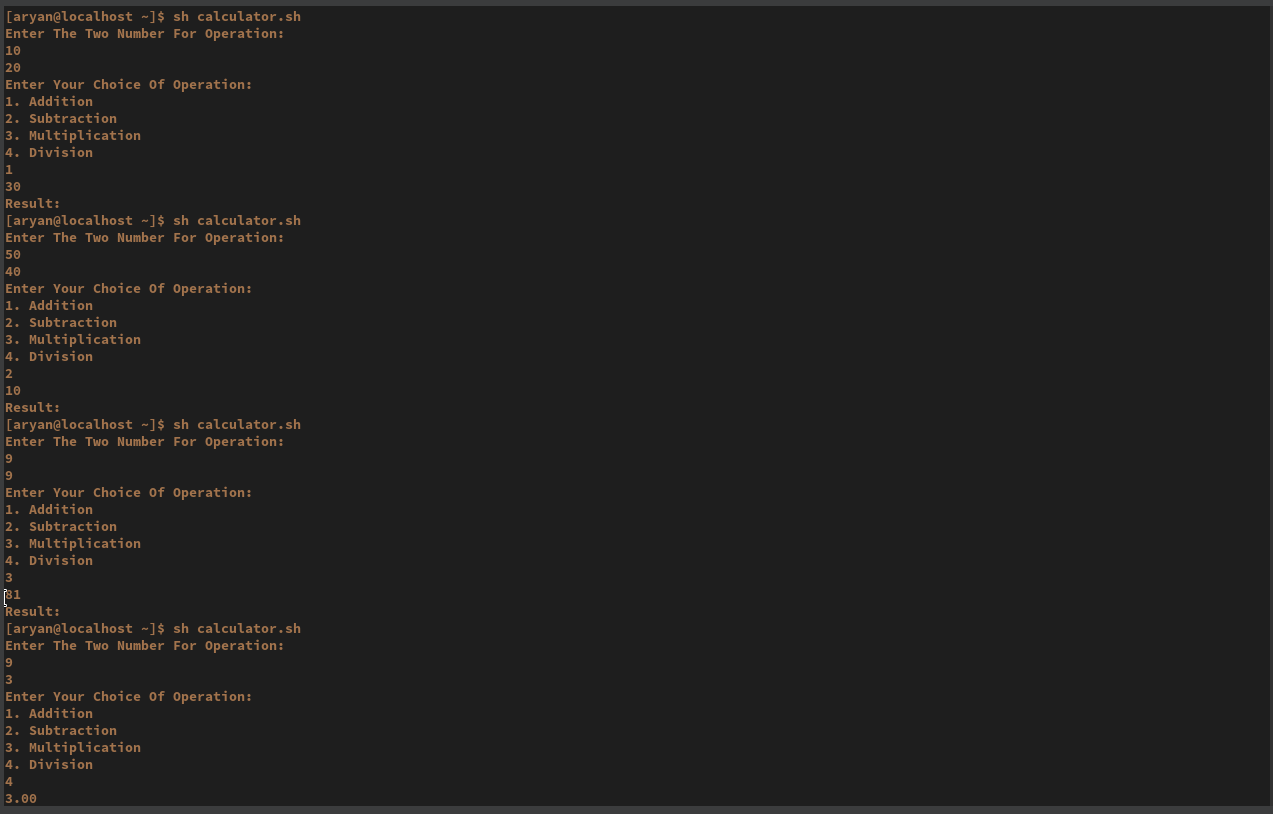 [aryan@localhost ~]$ sh calculator.sh
Enter The Two Number For Operation:
10
20
Enter Your Choice Of Operation:
1. Addition
2. Subtraction
3. Multiplication
4. Division
1
30
Result:
[aryan@localhost ~]$ sh calculator.sh
Enter The Two Number For Operation:
50
40
Enter Your Choice Of Operation:
1. Addition
2. Subtraction
3. Multiplication
4. Division
2
10
Result:
[aryan@localhost ~]$ sh calculator.sh
Enter The Two Number For Operation:
9
9
Enter Your Choice Of Operation:
1. Addition
2. Subtraction
3. Multiplication
4. Division
3
81
Result:
[aryan@localhost ~]$ sh calculator.sh
Enter The Two Number For Operation:
9
3
Enter Your Choice Of Operation:
1. Addition
2. Subtraction
3. Multiplication
4. Division
4
3.00